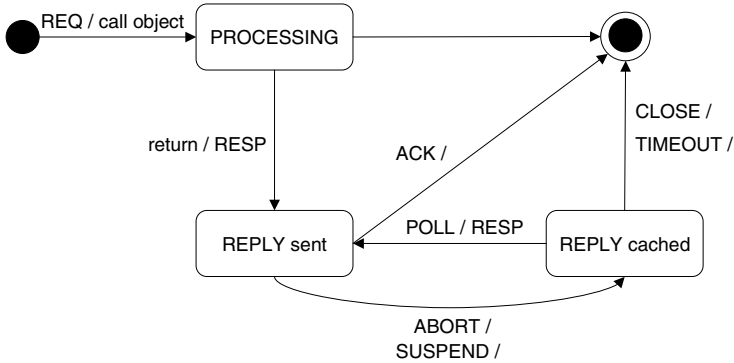 REQ / call object
PROCESSING
CLOSE /
TIMEOUT /
return / RESP
ACK /
REPLY sent
POLL / RESP
REPLY cached
ABORT /
SUSPEND /